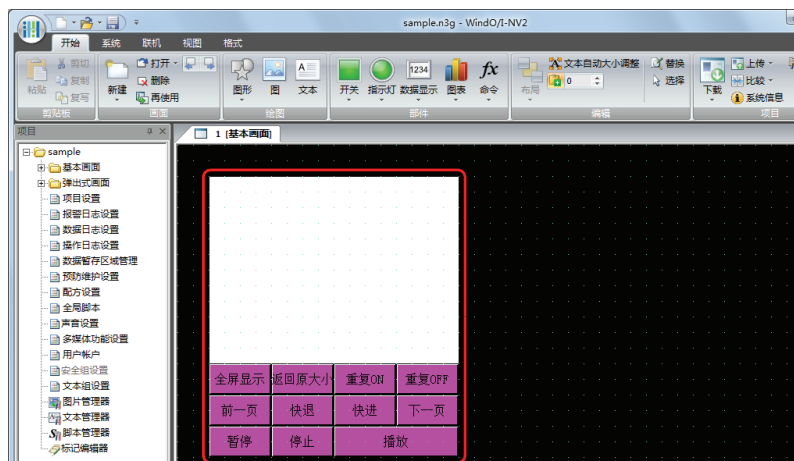 sample.n3g - WindO/I-NV2
开始 系统 联机 视图 格式
剪切 打开 文本自动大小调整 替换 上传
复制 删除 1234 A fx 0 选择 比较
粘贴 复写 新建 再使用 图形 图 文本 开关 指示灯 数据显示 图表 命令 布局 下载 系统信息
剪贴板 画面 绘图 部件 编辑 项目
项目 1 [基本画面]
sample
基本画面
弹出式画面
项目设置
报警日志设置
数据日志设置
操作日志设置
数据暂存区域管理
预防维护设置
配方设置
全局脚本
声音设置
多媒体功能设置
用户帐户
安全组设置
文本组设置
图片管理器
文本管理器
脚本管理器
标记编辑器
全屏显示 返回原大小 重复ON 重复OFF
前一页 快退 快进 下一页
暂停 停止 播放